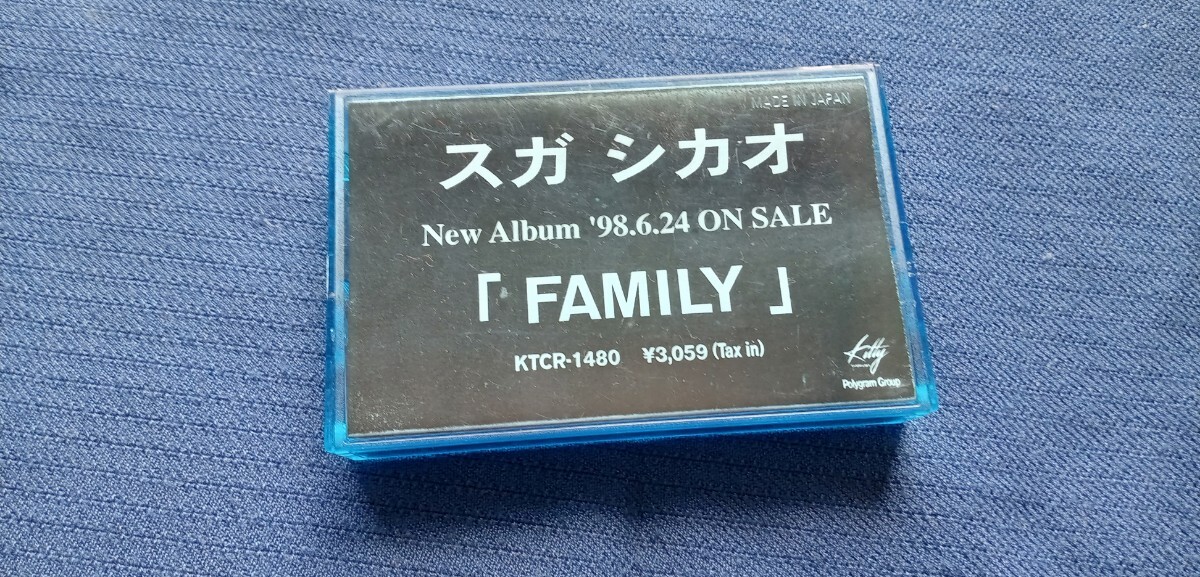 MADE IN JAPAN
スガ シカオ
New Album '98.6.24 ON SALE
「 FAMILY 」
KTCR-1480 ¥3,059 (Tax in)
Kitty
Polygram Group